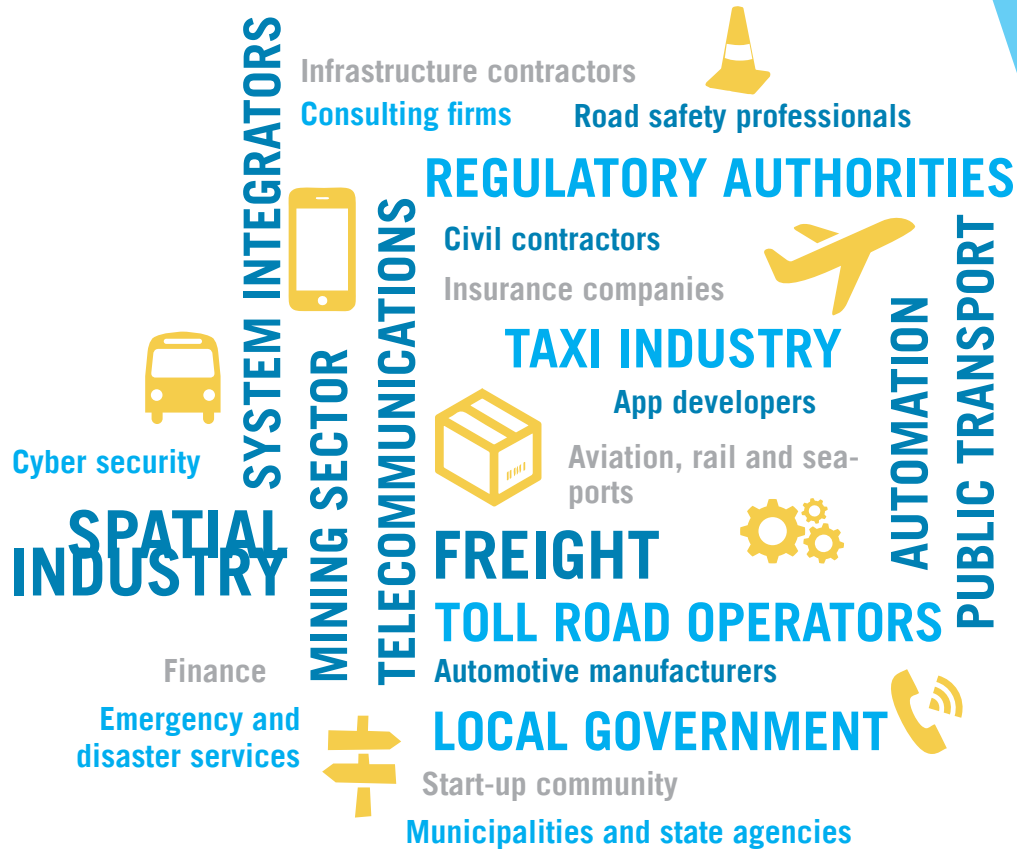 SYSTEM INTEGRATORS
Infrastructure contractors
Consulting firms
Road safety professionals
REGULATORY AUTHORITIES
TELECOMMUNICATIONS
Civil contractors
Insurance companies
TAXI INDUSTRY
App developers
Aviation, rail and sea-
ports
AUTOMATION
PUBLIC TRANSPORT
Cyber security
SPATIAL
INDUSTRY
MINING SECTOR
FREIGHT
TOLL ROAD OPERATORS
Finance
Automotive manufacturers
Emergency and
disaster services
LOCAL GOVERNMENT
Start-up community
Municipalities and state agencies